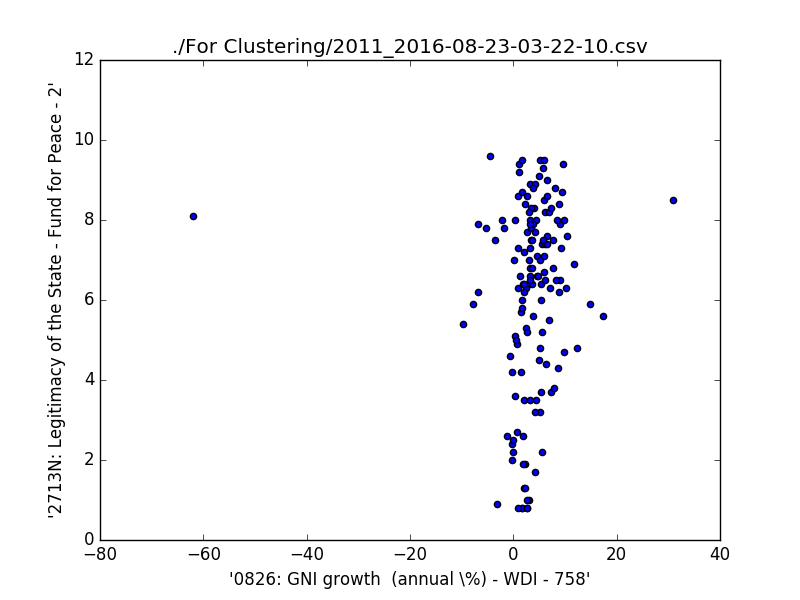 ./For Clustering/2011_2016-08-23-03-22-10.csv
'2713N: Legitimacy of the State - Fund for Peace - 2'
12
10
8
6
4
2
0
−80 −60 −40 −20 0 20 40
'0826: GNI growth  (annual \%) - WDI - 758'